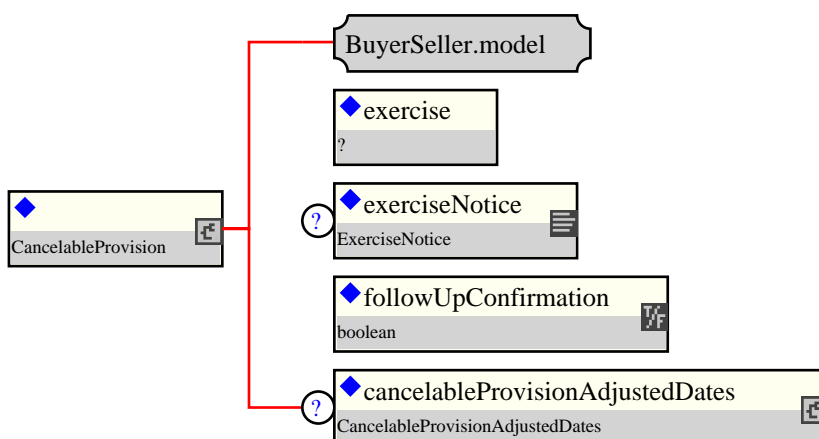 BuyerSeller.model
exercise
?
CancelableProvision
?
exerciseNotice
ExerciseNotice
followUpConfirmation
T/F
boolean
?
cancelableProvisionAdjustedDates
CancelableProvisionAdjustedDates